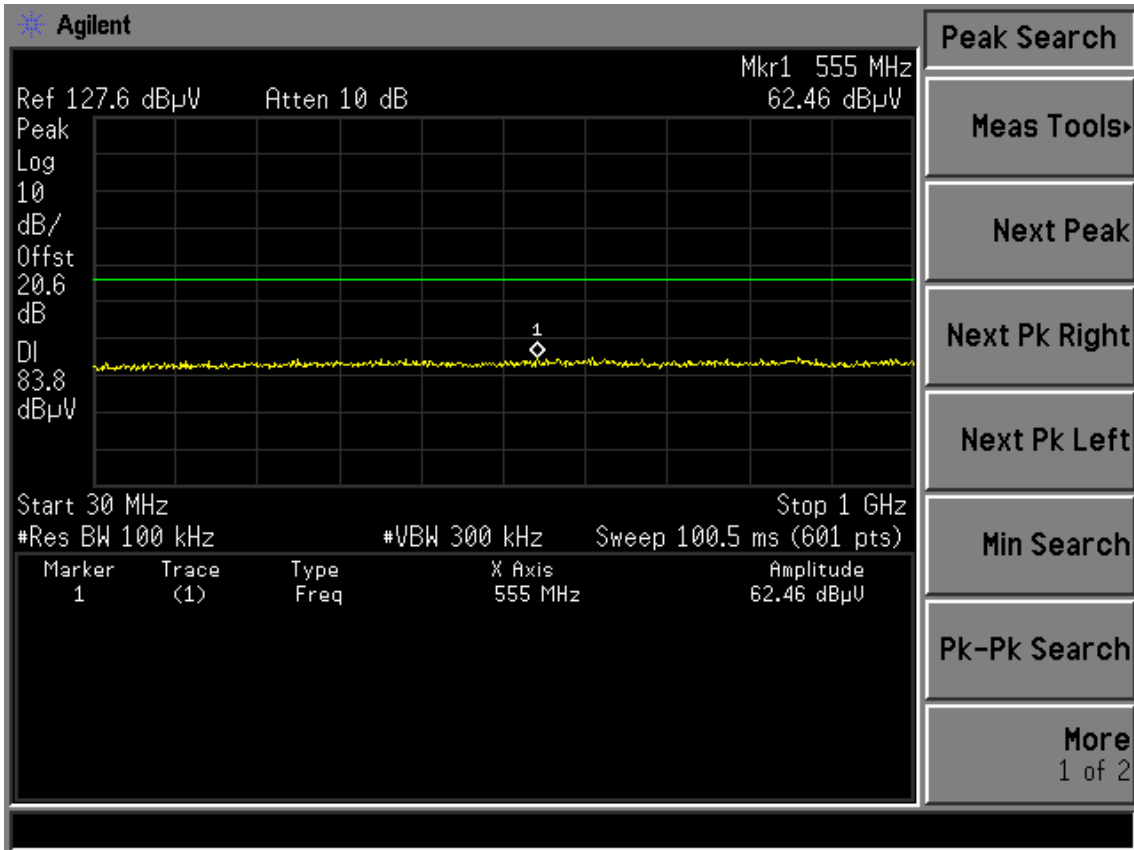 Agilent
Peak Search
Mkr1 555 MHz
Ref 127.6 dBµV Atten 10 dB 62.46 dBµV
Peak
Log
10
dB/
Offst
20.6
dB
DI
83.8
dBµV
1
Start 30 MHz Stop 1 GHz
#Res BW 100 kHz #VBW 300 kHz Sweep 100.5 ms (601 pts)
Marker Trace Type X Axis Amplitude
1 (1) Freq 555 MHz 62.46 dBµV
Meas Tools▸
Next Peak
Next Pk Right
Next Pk Left
Min Search
Pk-Pk Search
More
1 of 2